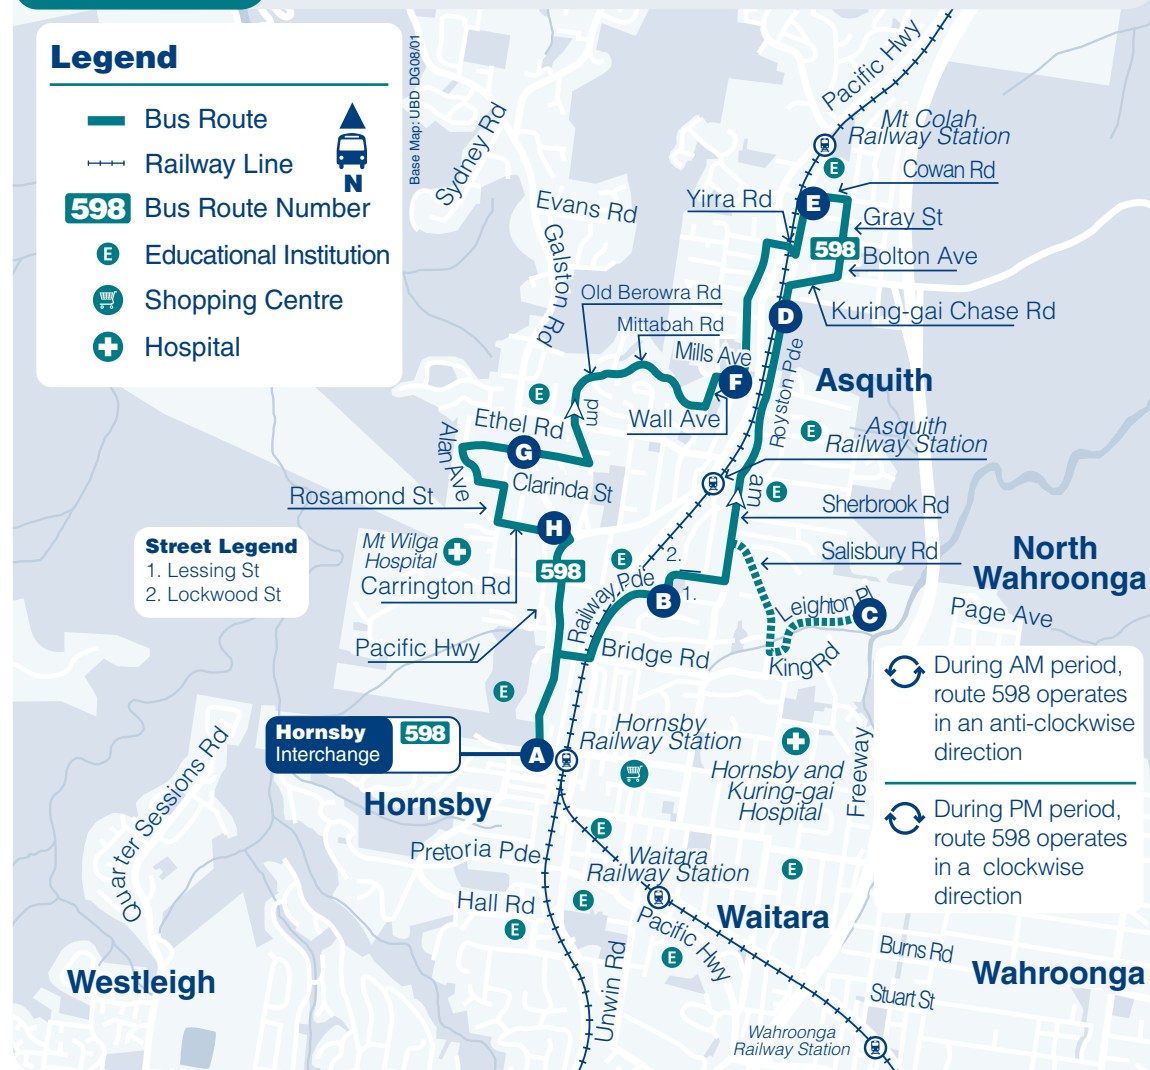 Legend
Bus Route
Railway Line
N
598 Bus Route Number
E Educational Institution
Shopping Centre
Hospital
Base Map: UBD DG08/01
Sydney Rd
Pacific Hwy
Mt Colah
Railway Station
E
Cowan Rd
Evans Rd
Yirra Rd
E
Gray St
598
Bolton Ave
Galston Rd
Old Berowra Rd
Kuring-gai Chase Rd
D
Mittabah Rd
Mills Ave
Royston Pde
F
Asquith
E
pm
Wall Ave
Ethel Rd
E
Asquith
Railway Station
Alan Ave
G
Clarinda St
am
E
Rosamond St
Sherbrook Rd
H
Mt Wilga
Hospital
Salisbury Rd
North
Wahroonga
Street Legend
1. Lessing St
2. Lockwood St
598
E
2.
1.
Carrington Rd
Railway Pde
B
Leighton Pl
C
Page Ave
Pacific Hwy
Bridge Rd
King Rd
E
During AM period,
route 598 operates
in an anti-clockwise
direction
Hornsby
Interchange
598
A
Hornsby
Railway Station
Hornsby and
Kuring-gai
Hospital
Freeway
During PM period,
route 598 operates
in a clockwise
direction
Quarter Sessions Rd
Hornsby
E
Pretoria Pde
Waitara
Railway Station
E
Hall Rd
E
E
Waitara
Pacific Hwy
E
Unwin Rd
Burns Rd
Wahroonga
Westleigh
Stuart St
Wahroonga
Railway Station